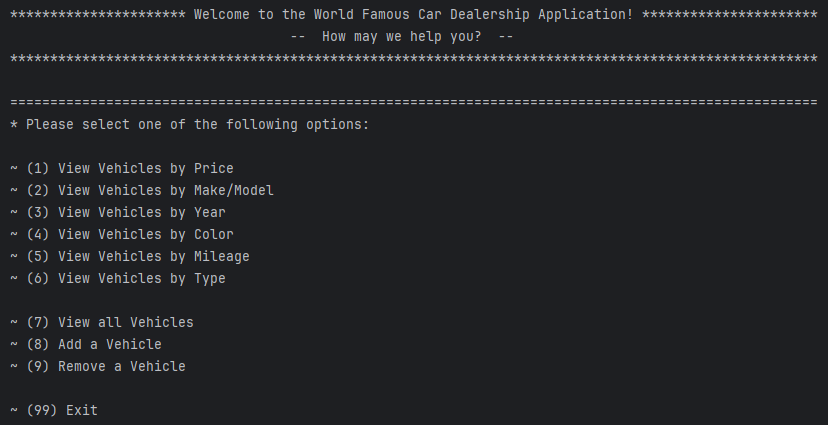 ********************** Welcome to the World Famous Car Dealership Application! **********************
-- How may we help you? --
*****************************************************************************************************
=====================================================================================================
* Please select one of the following options:
~ (1) View Vehicles by Price
~ (2) View Vehicles by Make/Model
~ (3) View Vehicles by Year
~ (4) View Vehicles by Color
~ (5) View Vehicles by Mileage
~ (6) View Vehicles by Type
~ (7) View all Vehicles
~ (8) Add a Vehicle
~ (9) Remove a Vehicle
~ (99) Exit